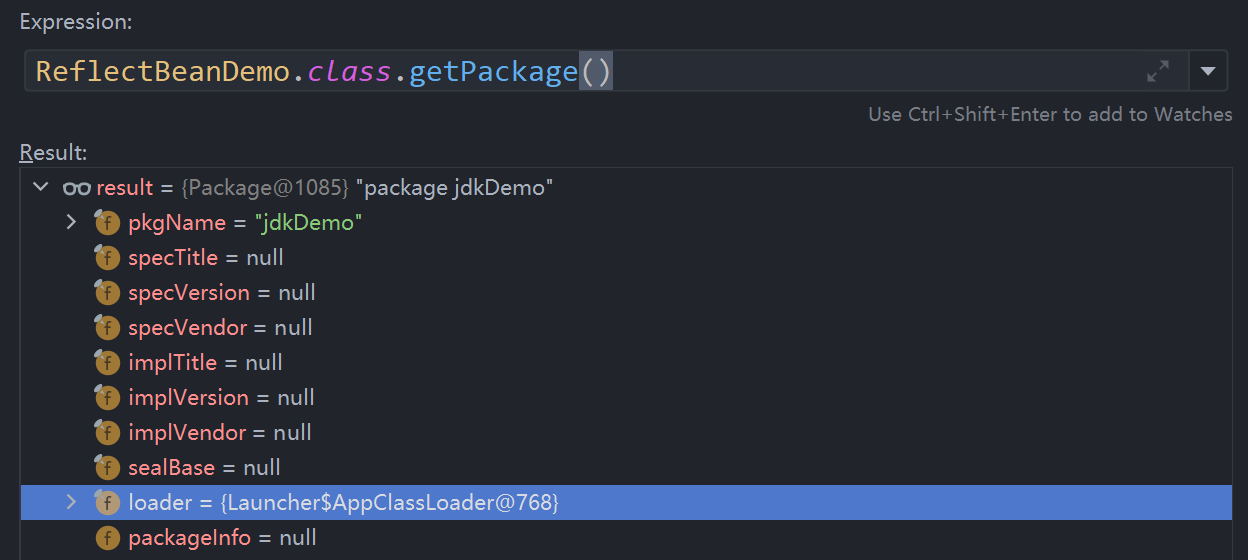 Expression:
ReflectBeanDemo.class.getPackage()
Use Ctrl+Shift+Enter to add to Watches
Result:
result = {Package@1085} "package jdkDemo"
f pkgName = "jdkDemo"
f specTitle = null
f specVersion = null
f specVendor = null
f implTitle = null
f implVersion = null
f implVendor = null
f sealBase = null
f loader = {Launcher$AppClassLoader@768}
f packageInfo = null